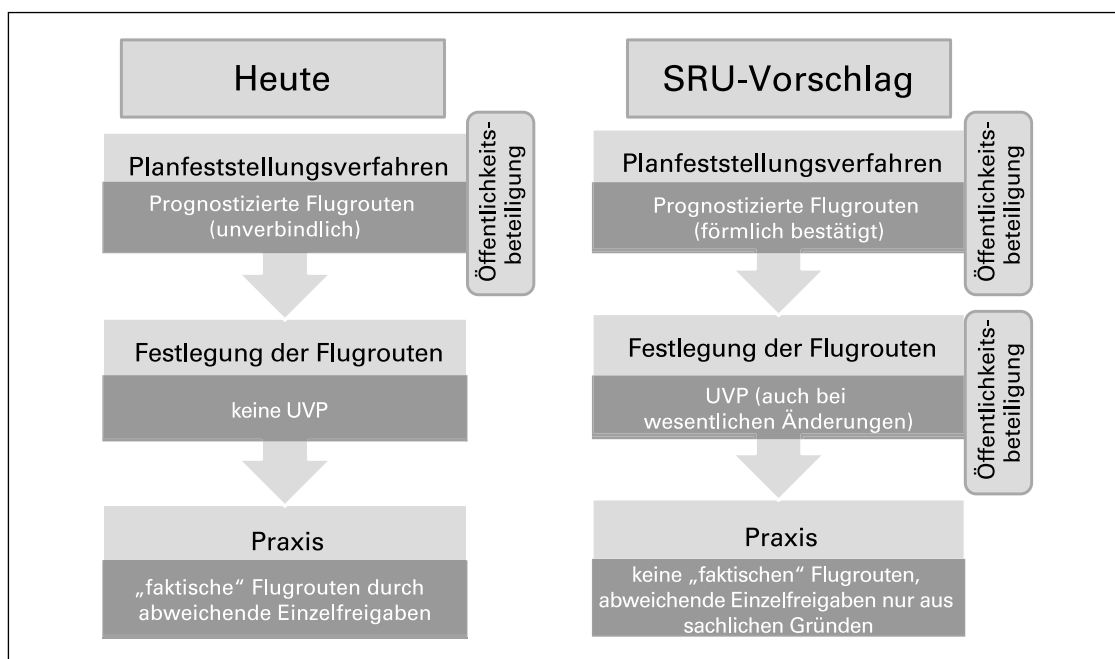 Heute
Planfeststellungsverfahren
Prognostizierte Flugrouten
(unverbindlich)
Öffentlichkeits-
beteiligung
Festlegung der Flugrouten
keine UVP
Praxis
„faktische“ Flugrouten durch
abweichende Einzelfreigaben
SRU-Vorschlag
Planfeststellungsverfahren
Prognostizierte Flugrouten
(förmlich bestätigt)
Öffentlichkeits-
beteiligung
Festlegung der Flugrouten
UVP (auch bei
wesentlichen Änderungen)
Öffentlichkeits-
beteiligung
Praxis
keine „faktischen“ Flugrouten,
abweichende Einzelfreigaben nur aus
sachlichen Gründen